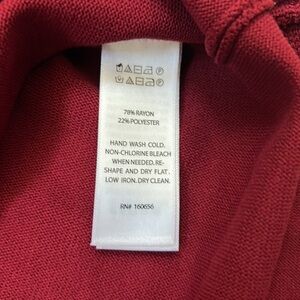 78% RAYON
22% POLYESTER
HAND WASH COLD.
NON-CHLORINE BLEACH
WHEN NEEDED. RE-
SHAPE AND DRY FLAT.
LOW IRON. DRY CLEAN.
RN# 160656